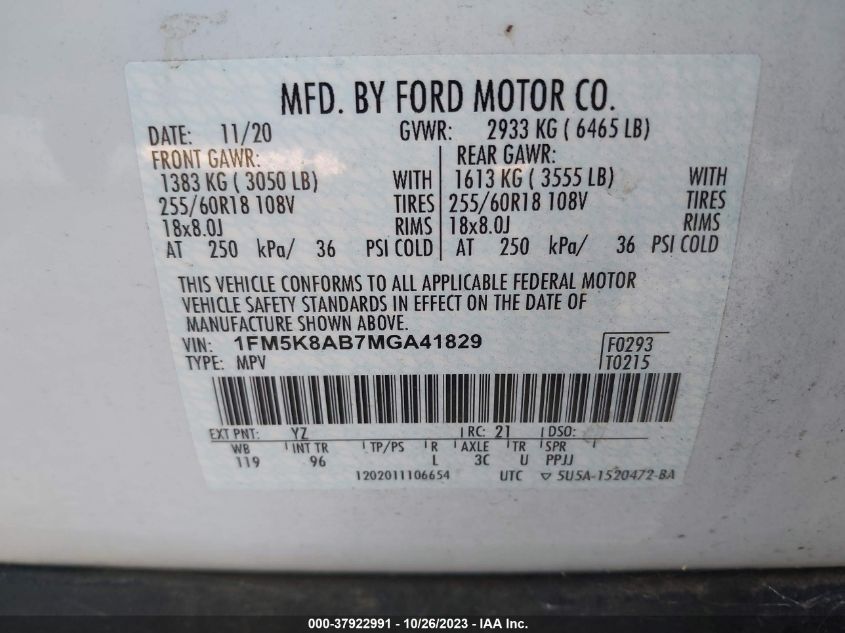 MFD. BY FORD MOTOR CO.
DATE: 11/20 GVWR: 2933 KG ( 6465 LB)
FRONT GAWR: REAR GAWR:
1383 KG ( 3050 LB) WITH 1613 KG ( 3555 LB) WITH
255/60R18 108V TIRES 255/60R18 108V TIRES
18x8.0J RIMS 18x8.0J RIMS
AT 250 kPa/ 36 PSI COLD AT 250 kPa/ 36 PSI COLD
THIS VEHICLE CONFORMS TO ALL APPLICABLE FEDERAL MOTOR
VEHICLE SAFETY STANDARDS IN EFFECT ON THE DATE OF
MANUFACTURE SHOWN ABOVE.
VIN: 1FM5K8AB7MGA41829 F0293
TYPE: MPV T0215
EXT PNT: YZ RC: 21 DSO:
WB INT TR TP/PS R AXLE TR SPR
119 96 L 3C U PPJJ
1202011106654 UTC ▽ 5U5A-1520472-BA
000-37922991 - 10/26/2023 - IAA Inc.